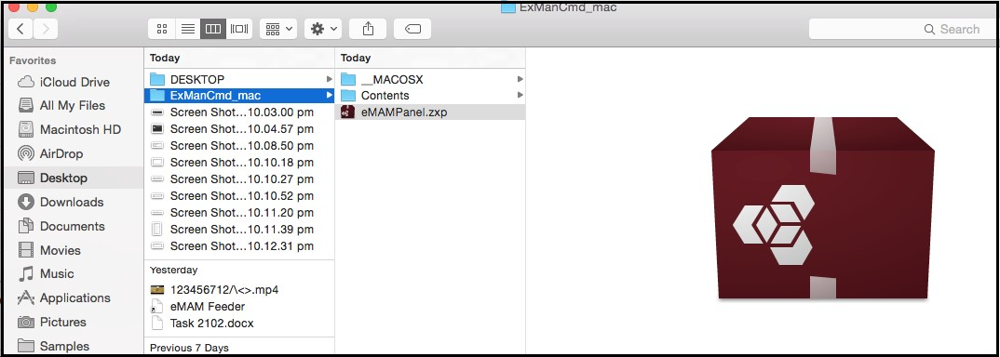 ExManCmd_mac
Search
Favorites
iCloud Drive
All My Files
Macintosh HD
AirDrop
Desktop
Downloads
Documents
Movies
Music
Applications
Pictures
Samples
Today
DESKTOP
ExManCmd_mac
Screen Shot...10.03.00 pm
Screen Shot...10.04.57 pm
Screen Shot...10.08.50 pm
Screen Shot...10.10.18 pm
Screen Shot...10.10.27 pm
Screen Shot...10.10.52 pm
Screen Shot...10.11.20 pm
Screen Shot...10.11.39 pm
Screen Shot...10.12.31 pm
Yesterday
123456712/\<>.mp4
eMAM Feeder
Task 2102.docx
Previous 7 Days
Today
__MACOSX
Contents
eMAMPanel.zxp